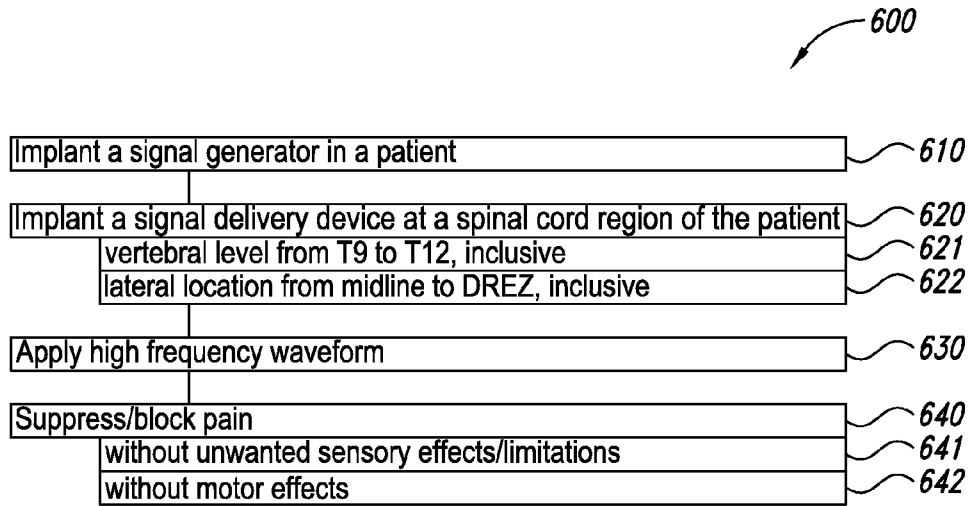 600
Implant a signal generator in a patient 610
Implant a signal delivery device at a spinal cord region of the patient 620
vertebral level from T9 to T12, inclusive 621
lateral location from midline to DREZ, inclusive 622
Apply high frequency waveform 630
Suppress/block pain 640
without unwanted sensory effects/limitations 641
without motor effects 642